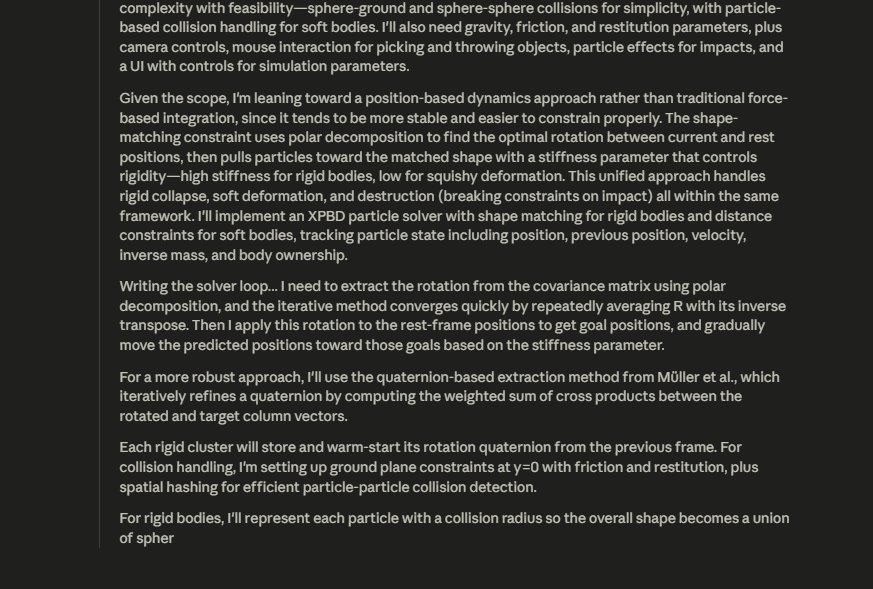 complexity with feasibility—sphere-ground and sphere-sphere collisions for simplicity, with particle-
based collision handling for soft bodies. I'll also need gravity, friction, and restitution parameters, plus
camera controls, mouse interaction for picking and throwing objects, particle effects for impacts, and
a UI with controls for simulation parameters.
Given the scope, I'm leaning toward a position-based dynamics approach rather than traditional force-
based integration, since it tends to be more stable and easier to constrain properly. The shape-
matching constraint uses polar decomposition to find the optimal rotation between current and rest
positions, then pulls particles toward the matched shape with a stiffness parameter that controls
rigidity—high stiffness for rigid bodies, low for squishy deformation. This unified approach handles
rigid collapse, soft deformation, and destruction (breaking constraints on impact) all within the same
framework. I'll implement an XPBD particle solver with shape matching for rigid bodies and distance
constraints for soft bodies, tracking particle state including position, previous position, velocity,
inverse mass, and body ownership.
Writing the solver loop... I need to extract the rotation from the covariance matrix using polar
decomposition, and the iterative method converges quickly by repeatedly averaging R with its inverse
transpose. Then I apply this rotation to the rest-frame positions to get goal positions, and gradually
move the predicted positions toward those goals based on the stiffness parameter.
For a more robust approach, I'll use the quaternion-based extraction method from Müller et al., which
iteratively refines a quaternion by computing the weighted sum of cross products between the
rotated and target column vectors.
Each rigid cluster will store and warm-start its rotation quaternion from the previous frame. For
collision handling, I'm setting up ground plane constraints at y=0 with friction and restitution, plus
spatial hashing for efficient particle-particle collision detection.
For rigid bodies, I'll represent each particle with a collision radius so the overall shape becomes a union
of spher